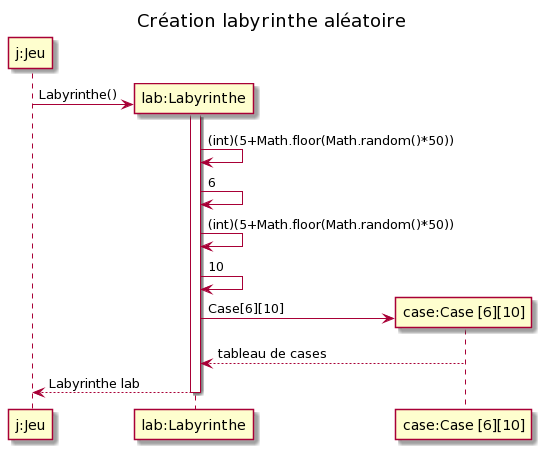 Création labyrinthe aléatoire
j:Jeu
lab:Labyrinthe
Labyrinthe()
(int)(5+Math.floor(Math.random()*50))
6
(int)(5+Math.floor(Math.random()*50))
10
Case[6][10]
case:Case [6][10]
tableau de cases
Labyrinthe lab
j:Jeu
lab:Labyrinthe
case:Case [6][10]